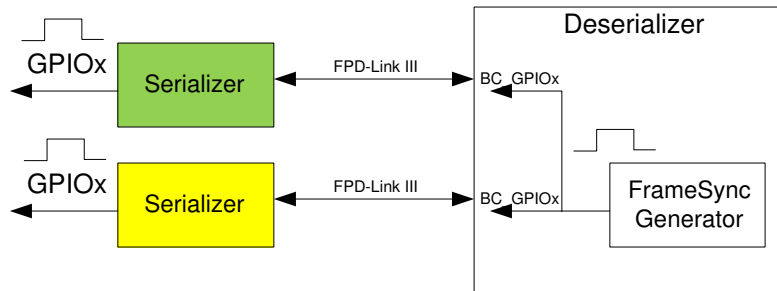 Deserializer
GPIOx
Serializer
FPD-Link III
BC_GPIOx
GPIOx
Serializer
FPD-Link III
BC_GPIOx
FrameSync
Generator